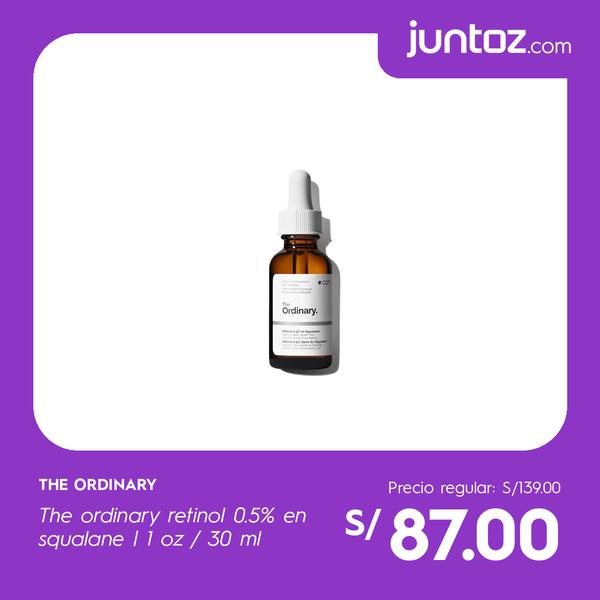 juntoz.com
The
Ordinary.
THE ORDINARY
The ordinary retinol 0.5% en
squalane | 1 oz / 30 ml
Precio regular: S/139.00
S/ 87.00